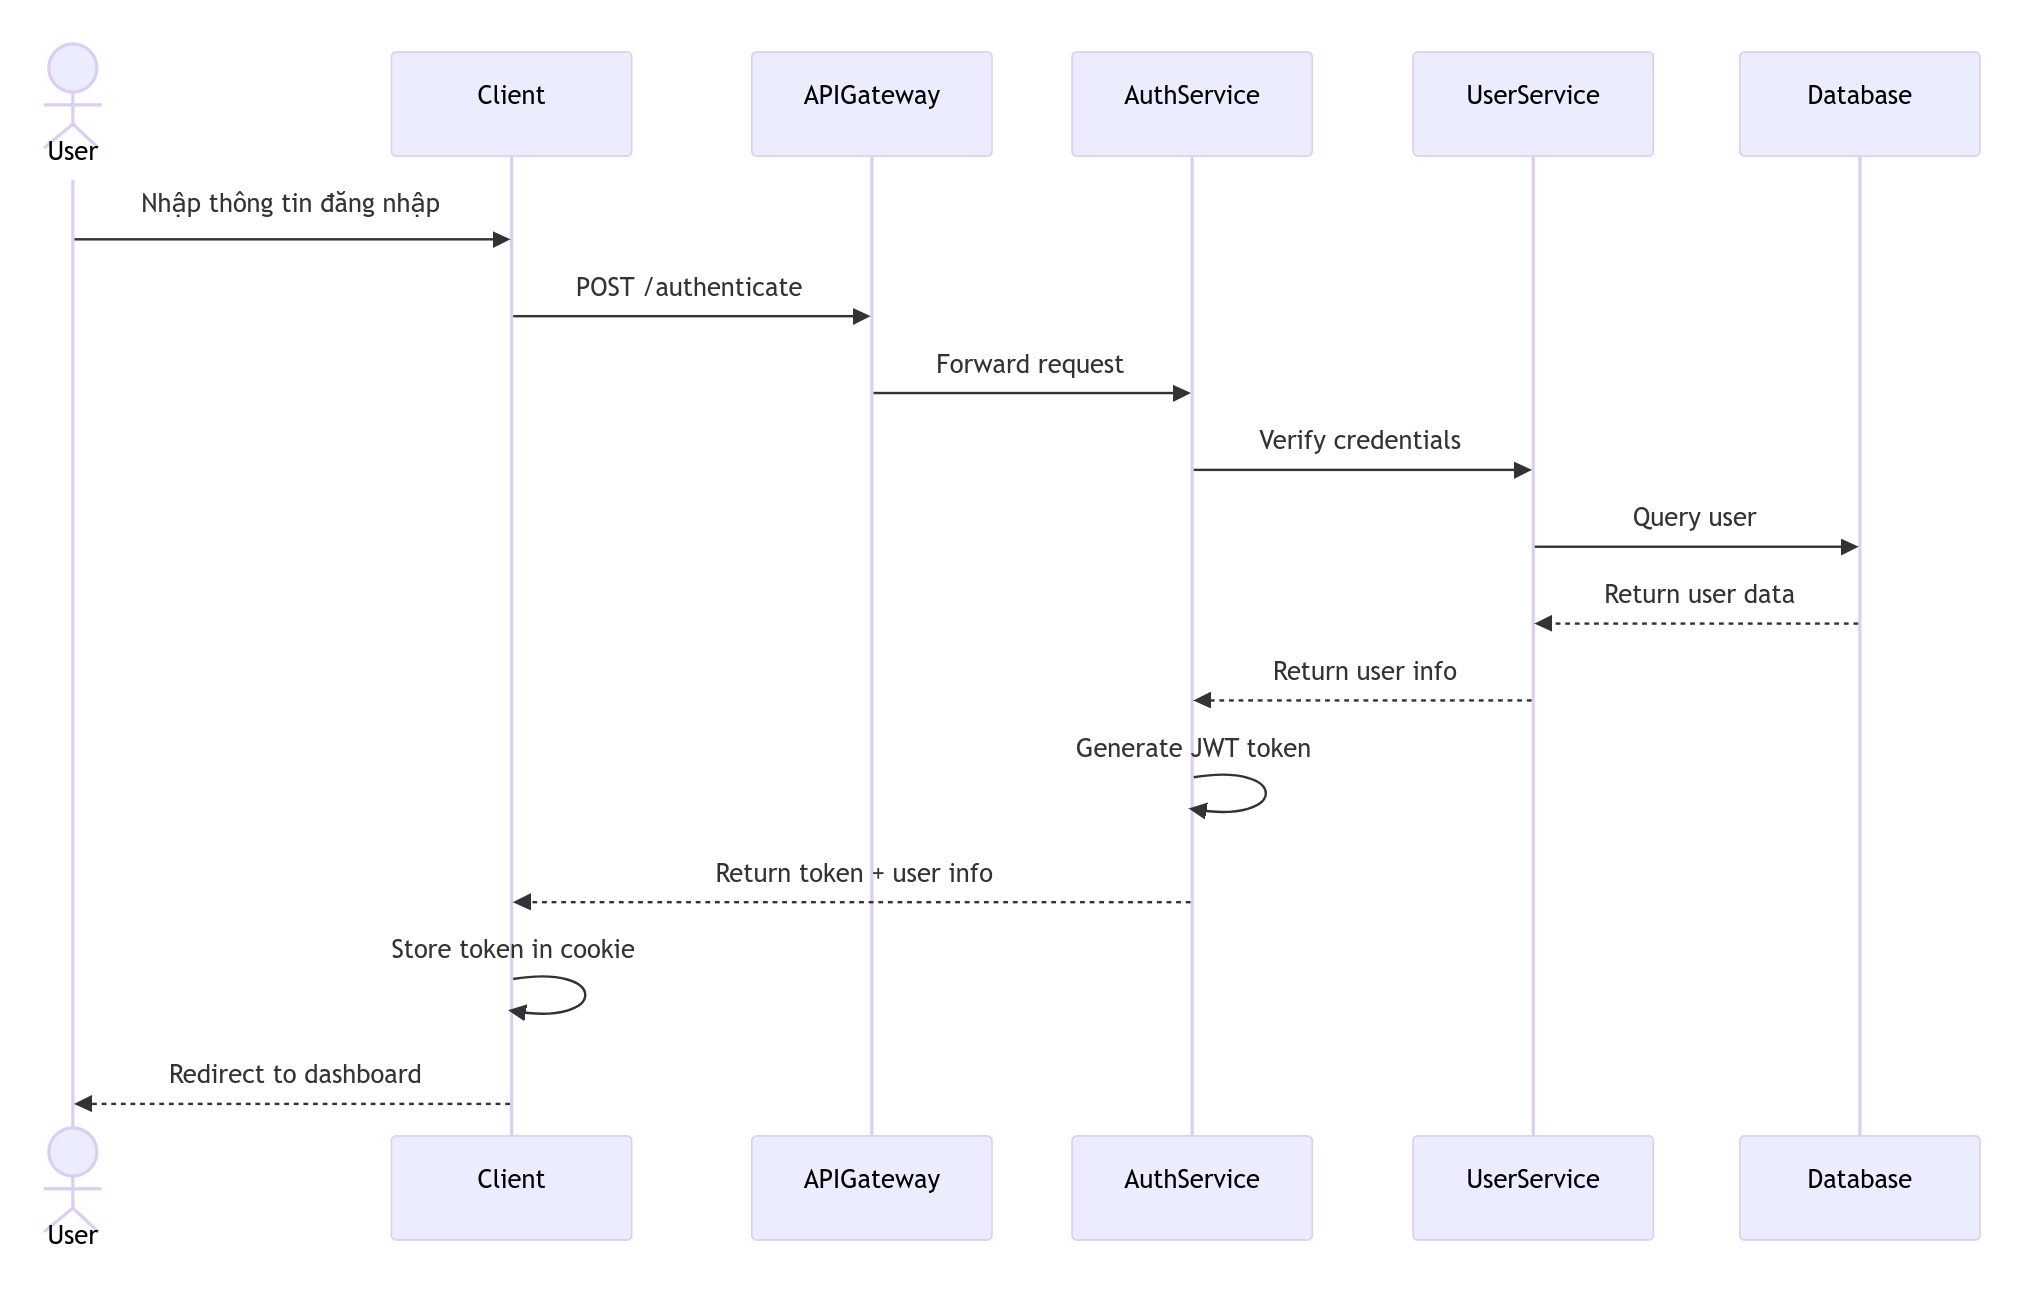 User
Client
APIGateway
AuthService
UserService
Database
Nhập thông tin đăng nhập
POST /authenticate
Forward request
Verify credentials
Query user
Return user data
Return user info
Generate JWT token
Return token + user info
Store token in cookie
Redirect to dashboard
User
Client
APIGateway
AuthService
UserService
Database